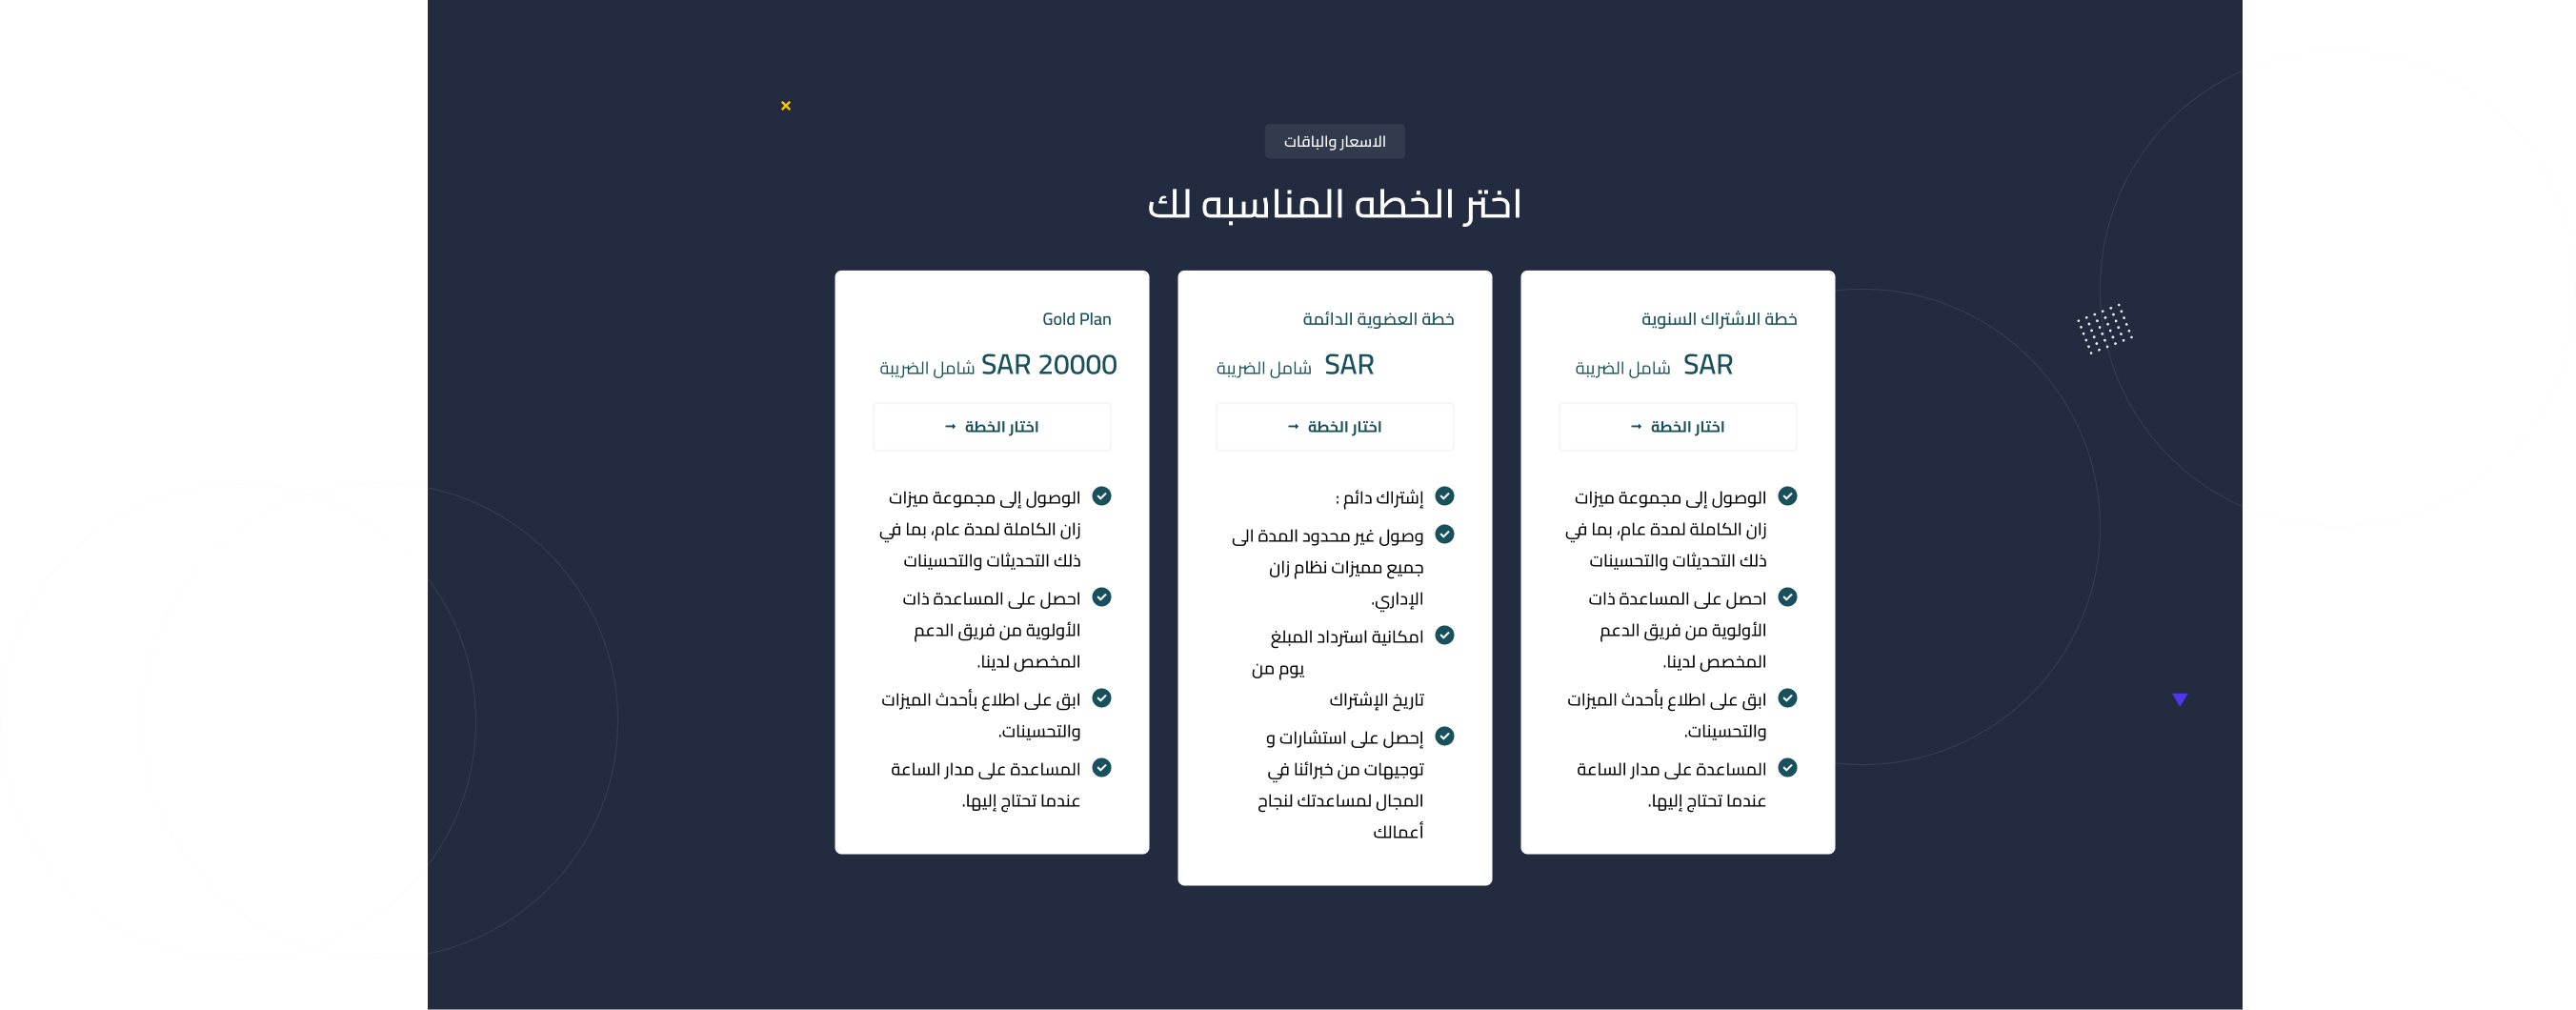 الاسعار والباقات
اختر الخطه المناسبه لك
خطة الاشتراك السنوية
SAR شامل الضريبة
اختار الخطة
الوصول إلى مجموعة ميزات
زان الكاملة لمدة عام، بما في
ذلك التحديثات والتحسينات
احصل على المساعدة ذات
الأولوية من فريق الدعم
المخصص لدينا.
ابق على اطلاع بأحدث الميزات
والتحسينات.
المساعدة على مدار الساعة
عندما تحتاج إليها.
خطة العضوية الدائمة
SAR شامل الضريبة
اختار الخطة
إشتراك دائم :
وصول غير محدود المدة الى
جميع مميزات نظام زان
الإداري.
امكانية استرداد المبلغ
يوم من
تاريخ الإشتراك
إحصل على استشارات و
توجيهات من خبرائنا في
المجال لمساعدتك لنجاح
أعمالك
Gold Plan
SAR 20000 شامل الضريبة
اختار الخطة
الوصول إلى مجموعة ميزات
زان الكاملة لمدة عام، بما في
ذلك التحديثات والتحسينات
احصل على المساعدة ذات
الأولوية من فريق الدعم
المخصص لدينا.
ابق على اطلاع بأحدث الميزات
والتحسينات.
المساعدة على مدار الساعة
عندما تحتاج إليها.